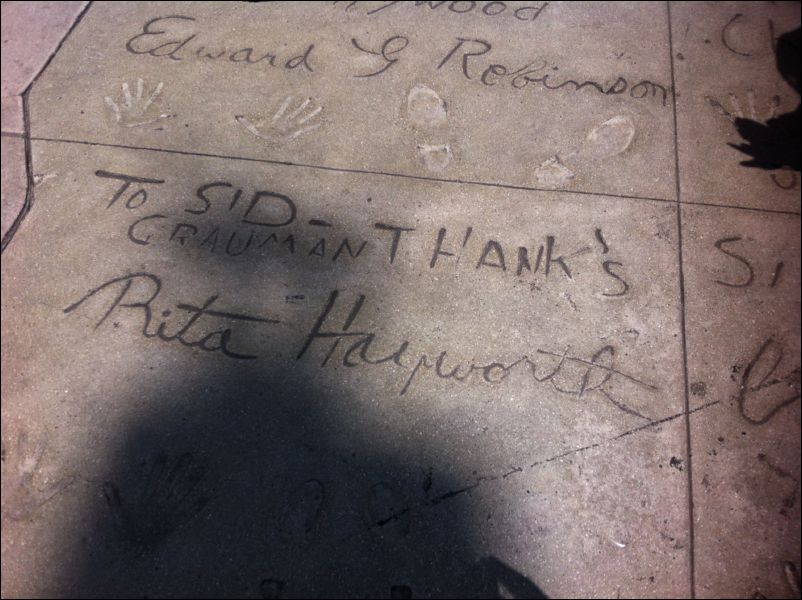 Edward G Robinson
TO SID-
GRAUMAN THANK'S
Rita Hayworth